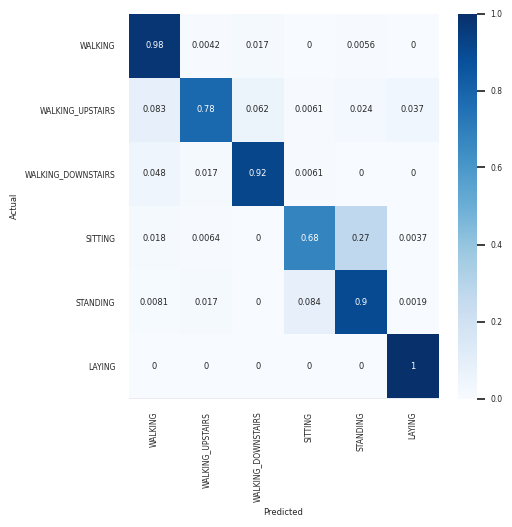 1.0
WALKING 0.98 0.0042 0.017 0 0.0056 0
0.8
WALKING_UPSTAIRS 0.083 0.78 0.062 0.0061 0.024 0.037
0.6
WALKING_DOWNSTAIRS 0.048 0.017 0.92 0.0061 0 0
Actual
SITTING 0.018 0.0064 0 0.68 0.27 0.0037
0.4
STANDING 0.0081 0.017 0 0.084 0.9 0.0019
0.2
LAYING 0 0 0 0 0 1
0.0
WALKING
WALKING_UPSTAIRS
WALKING_DOWNSTAIRS
SITTING
STANDING
LAYING
Predicted